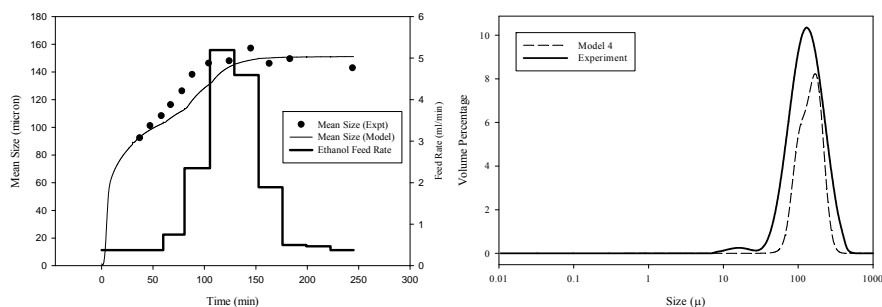 180
160
140
120
100
80
60
40
20
0
Mean Size (micron)
Mean Size (Expt)
Mean Size (Model)
Ethanol Feed Rate
6
5
4
3
2
1
0
Feed Rate (ml/min)
0 50 100 150 200 250 300
Time (min)
10
8
6
4
2
0
Volume Percentage
Model 4
Experiment
0.01 0.1 1 10 100 1000
Size (μ)